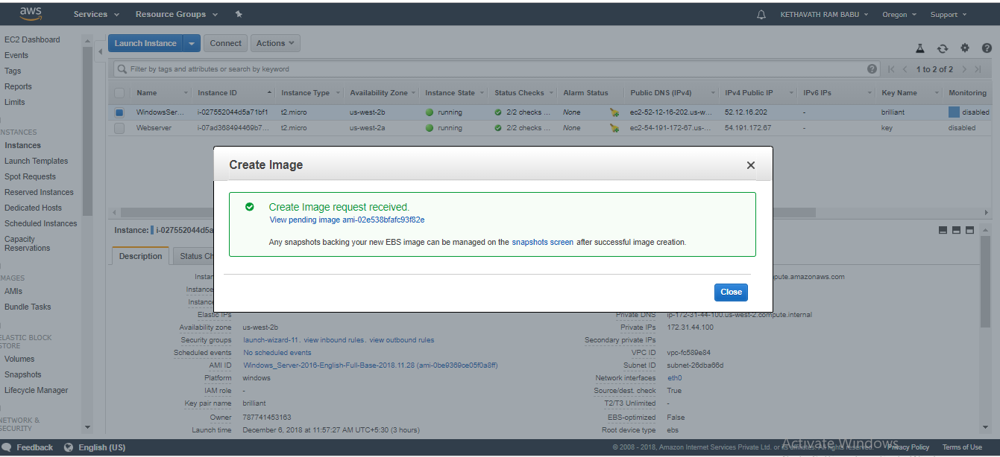 aws Services Resource Groups KETHAVATH RAM BABU Oregon Support
EC2 Dashboard
Events
Tags
Reports
Limits
NSTANCES
Instances
Launch Templates
Spot Requests
Reserved Instances
Dedicated Hosts
Scheduled Instances
Capacity
Reservations
MAGES
AMIs
Bundle Tasks
ELASTIC BLOCK
STORE
Volumes
Snapshots
Lifecycle Manager
NETWORK &
SECURITY
Launch Instance Connect Actions
Filter by tags and attributes or search by keyword 1 to 2 of 2
Name Instance ID Instance Type Availability Zone Instance State Status Checks Alarm Status Public DNS (IPv4) IPv4 Public IP IPv6 IPs Key Name Monitoring
WindowsSer... i-027552044d5a71bf1 t2.micro us-west-2b running 2/2 checks ... None ec2-52-12-16-202.us-w... 52.12.16.202 - brilliant disabled
Webserver i-07ad368494469b7... t2.micro us-west-2a running 2/2 checks ... None ec2-54-191-172-67.us-... 54.191.172.67 - key disabled
Create Image
Create Image request received.
View pending image ami-02e538bfafc93f82e
Any snapshots backing your new EBS image can be managed on the snapshots screen after successful image creation.
Close
Instance: i-027552044d5a
Description Status Ch
Instan pute.amazonaws.com
Instance
Instance
Elastic IPs Private DNS ip-172-31-44-100.us-west-2.compute.internal
Availability zone us-west-2b Private IPs 172.31.44.100
Security groups launch-wizard-11. view inbound rules. view outbound rules Secondary private IPs
Scheduled events No scheduled events VPC ID vpc-fc589e84
AMI ID Windows_Server-2016-English-Full-Base-2018.11.28 (ami-0be9369ce05f0a8ff) Subnet ID subnet-26dba66d
Platform windows Network interfaces eth0
IAM role - Source/dest. check True
Key pair name brilliant T2/T3 Unlimited -
Owner 787741453163 EBS-optimized False
Launch time December 6, 2018 at 11:57:27 AM UTC+5:30 (3 hours) Root device type ebs
Activate Windows
Feedback English (US) © 2008 - 2018, Amazon Internet Services Private Ltd. or its affiliates. All rights reserved. Privacy Policy Terms of Use